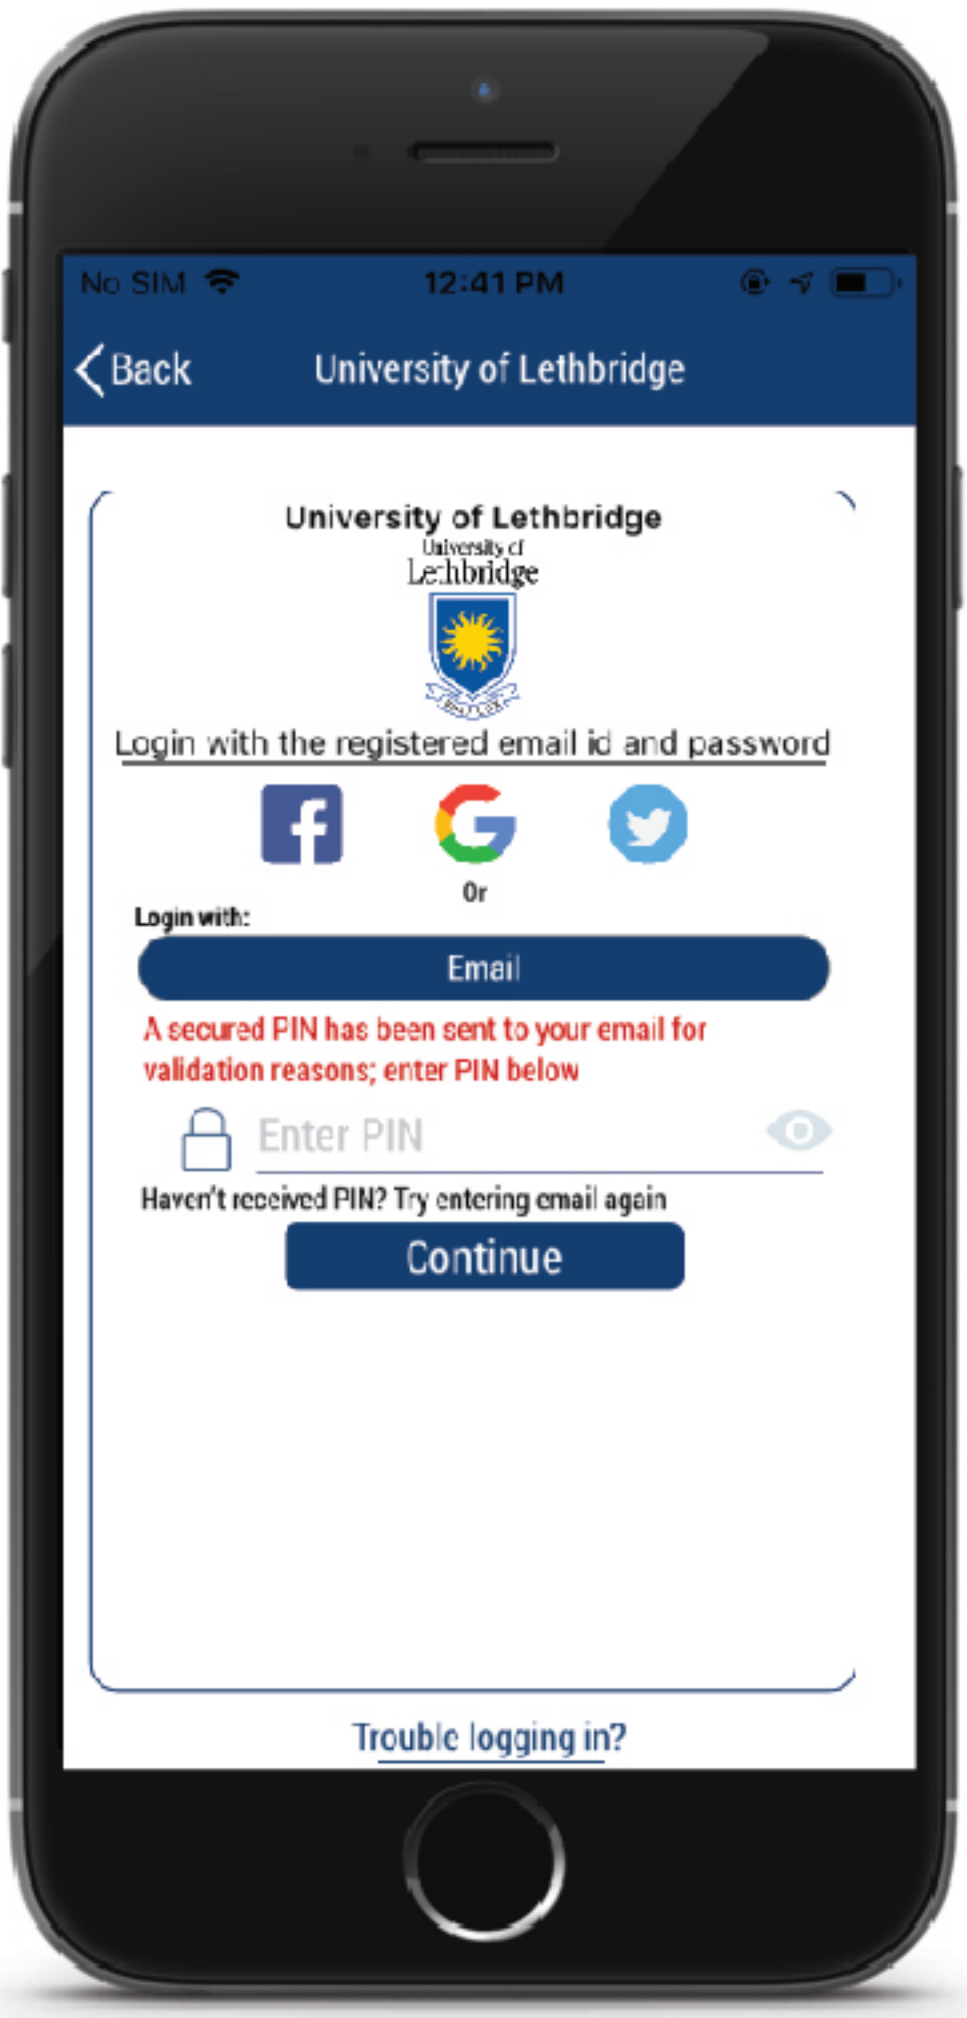 No SIM
12:41 PM
Back
University of Lethbridge
University of Lethbridge
University of
Lethbridge
Login with the registered email id and password
Or
Login with:
Email
A secured PIN has been sent to your email for
validation reasons; enter PIN below
Enter PIN
Haven't received PIN? Try entering email again
Continue
Trouble logging in?